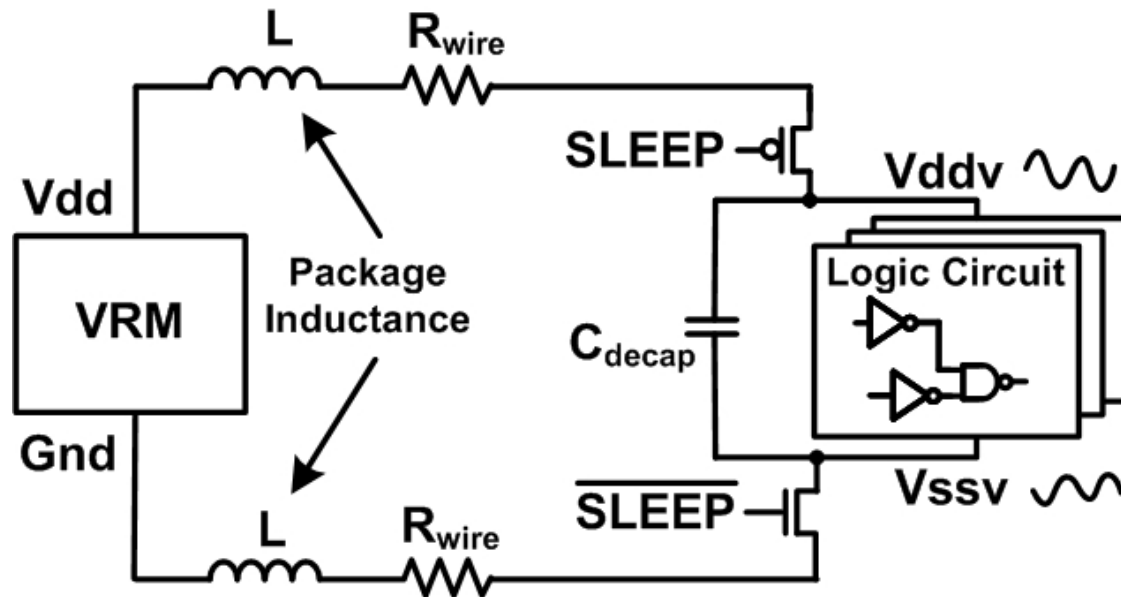 L
Rwire
SLEEP
Vdd
Vddv
VRM
Package
Inductance
Logic Circuit
Cdecap
Gnd
Vssv
SLEEP
L
Rwire